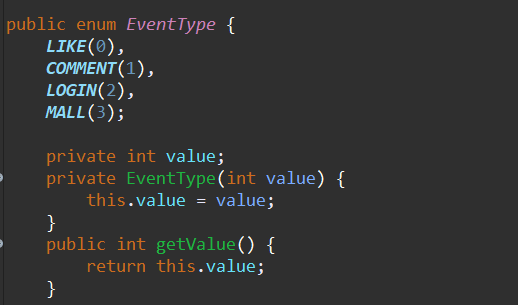 public enum EventType {
    LIKE(0),
    COMMENT(1),
    LOGIN(2),
    MALL(3);
    private int value;
    private EventType(int value) {
        this.value = value;
    }
    public int getValue() {
        return this.value;
    }